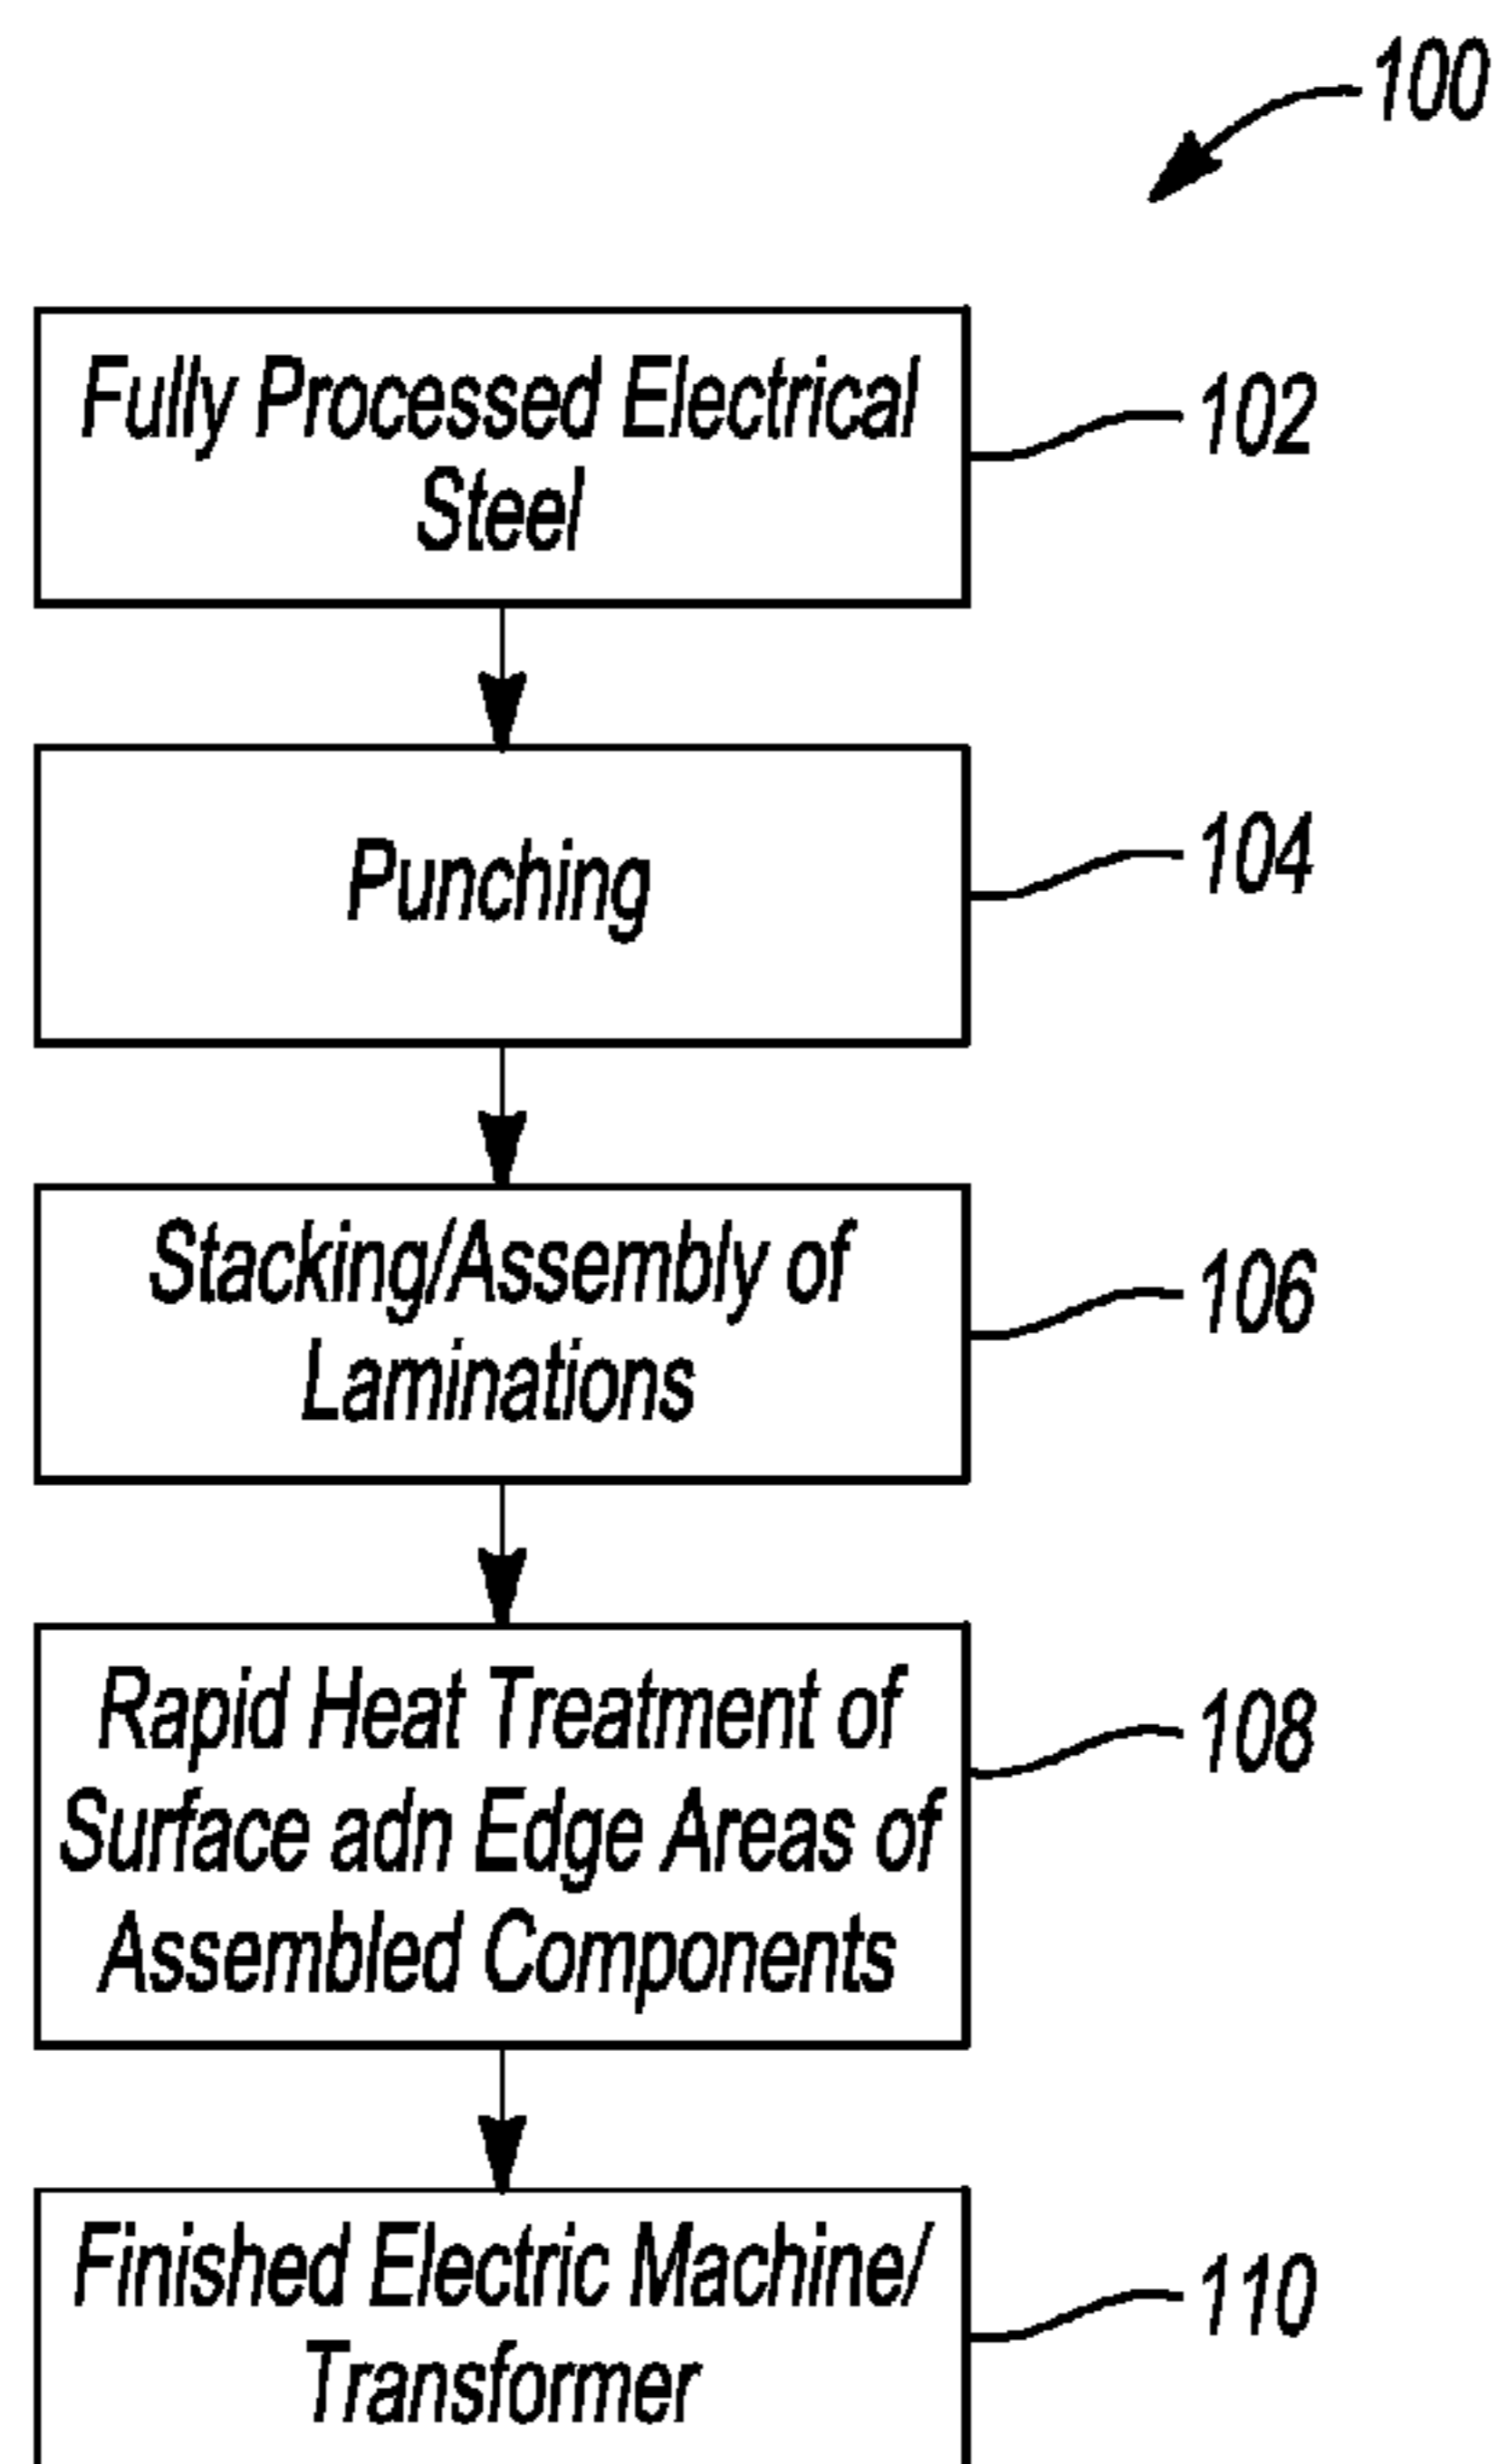 100
Fully Processed Electrical
Steel
102
Punching
104
Stacking/Assembly of
Laminations
106
Rapid Heat Treatment of
Surface adn Edge Areas of
Assembled Components
108
Finished Electric Machine/
Transformer
110